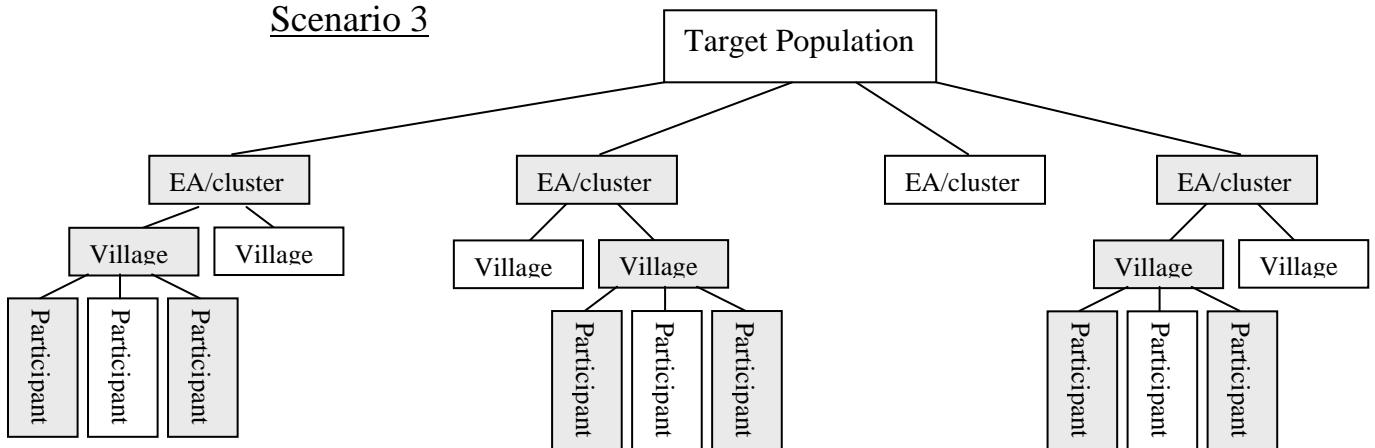 Scenario 3
Target Population
EA/cluster
EA/cluster
EA/cluster
EA/cluster
Village
Village
Village
Village
Village
Village
Participant
Participant
Participant
Participant
Participant
Participant
Participant
Participant
Participant